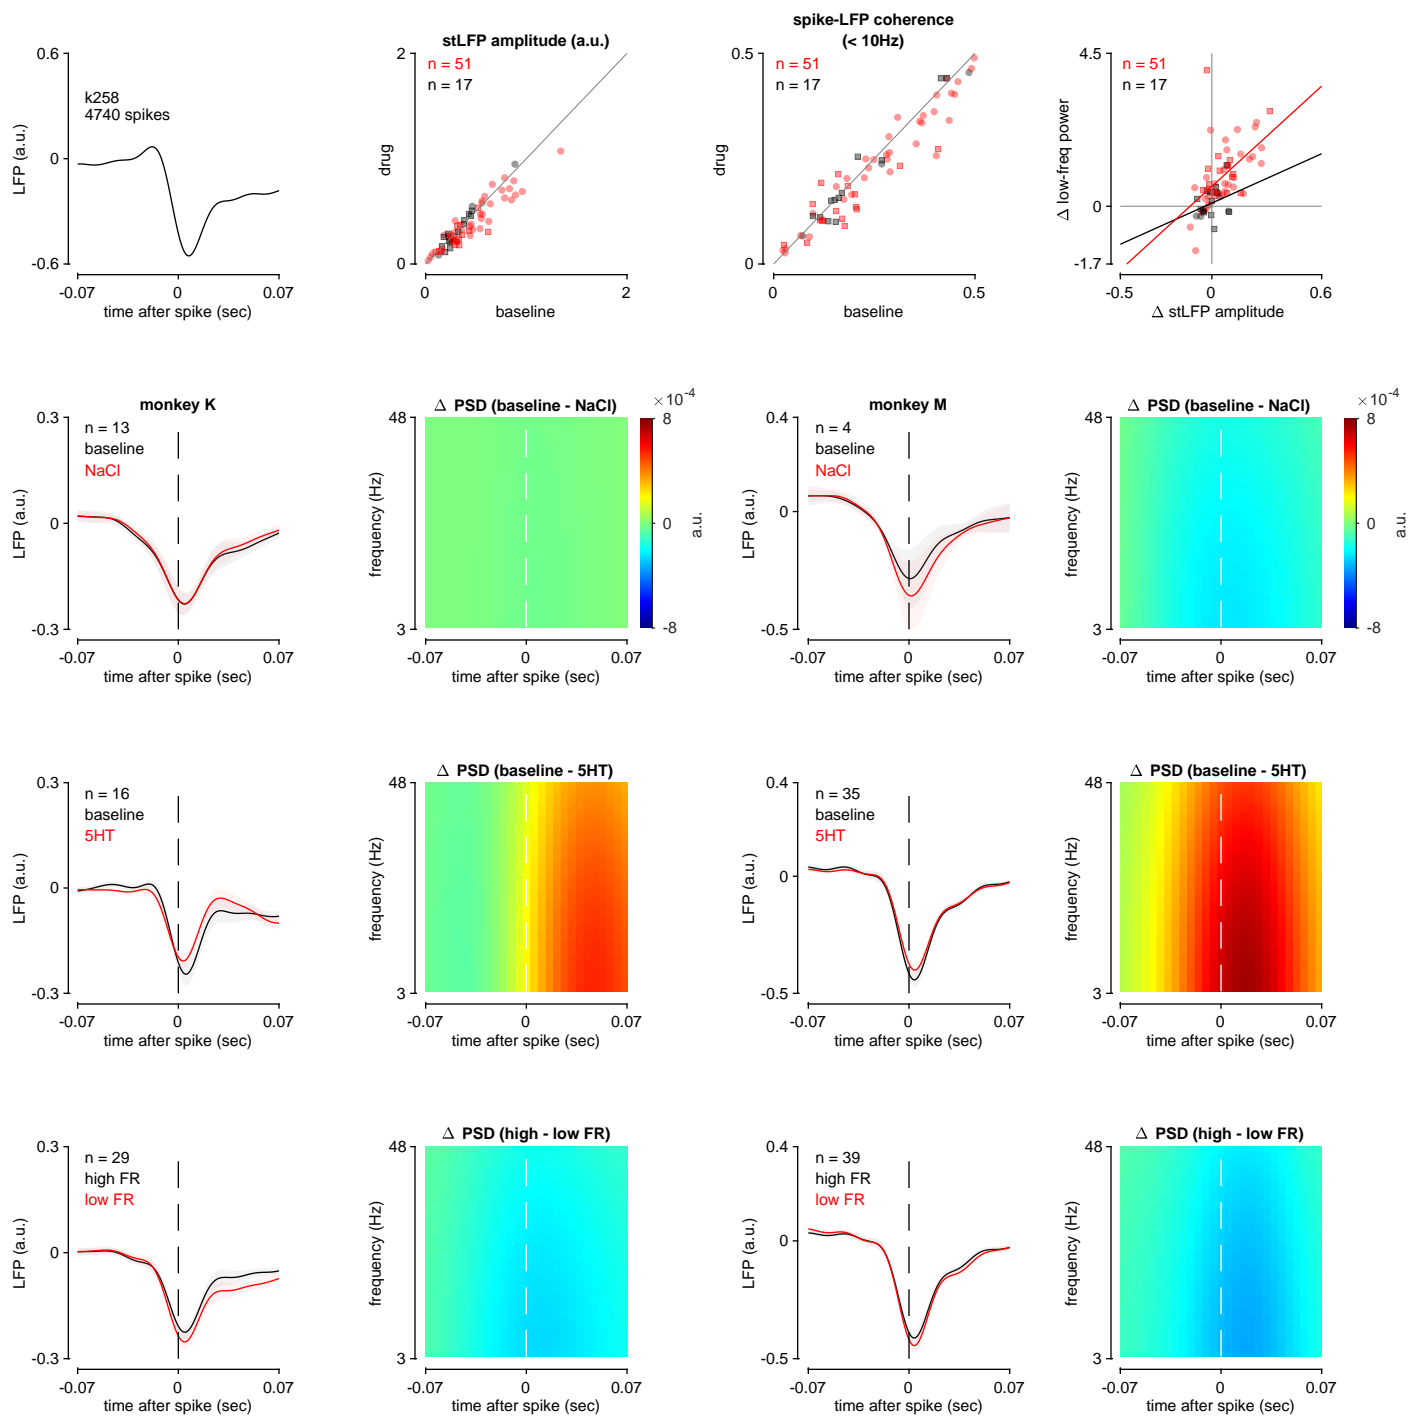 0.6
0
-0.6
LFP (a.u.)
k258
4740 spikes
-0.07
0
0.07
time after spike (sec)
stLFP amplitude (a.u.)
2
0
drug
n = 51
n = 17
0
2
baseline
spike-LFP coherence
(< 10Hz)
0.5
0
drug
n = 51
n = 17
0
0.5
baseline
4.5
0
-1.7
Δ low-freq power
n = 51
n = 17
-0.5
0
0.6
Δ stLFP amplitude
monkey K
0.3
0
-0.3
LFP (a.u.)
n = 13
baseline
NaCl
-0.07
0
0.07
time after spike (sec)
Δ PSD (baseline - NaCl)
48
3
frequency (Hz)
-0.07
0
0.07
time after spike (sec)
×10-4
8
0
-8
a.u.
monkey M
0.4
0
-0.5
LFP (a.u.)
n = 4
baseline
NaCl
-0.07
0
0.07
time after spike (sec)
Δ PSD (baseline - NaCl)
48
3
frequency (Hz)
-0.07
0
0.07
time after spike (sec)
×10-4
8
0
-8
a.u.
0.3
0
-0.3
LFP (a.u.)
n = 16
baseline
5HT
-0.07
0
0.07
time after spike (sec)
Δ PSD (baseline - 5HT)
48
3
frequency (Hz)
-0.07
0
0.07
time after spike (sec)
0.4
0
-0.5
LFP (a.u.)
n = 35
baseline
5HT
-0.07
0
0.07
time after spike (sec)
Δ PSD (baseline - 5HT)
48
3
frequency (Hz)
-0.07
0
0.07
time after spike (sec)
0.3
0
-0.3
LFP (a.u.)
n = 29
high FR
low FR
-0.07
0
0.07
time after spike (sec)
Δ PSD (high - low FR)
48
3
frequency (Hz)
-0.07
0
0.07
time after spike (sec)
0.4
0
-0.5
LFP (a.u.)
n = 39
high FR
low FR
-0.07
0
0.07
time after spike (sec)
Δ PSD (high - low FR)
48
3
frequency (Hz)
-0.07
0
0.07
time after spike (sec)